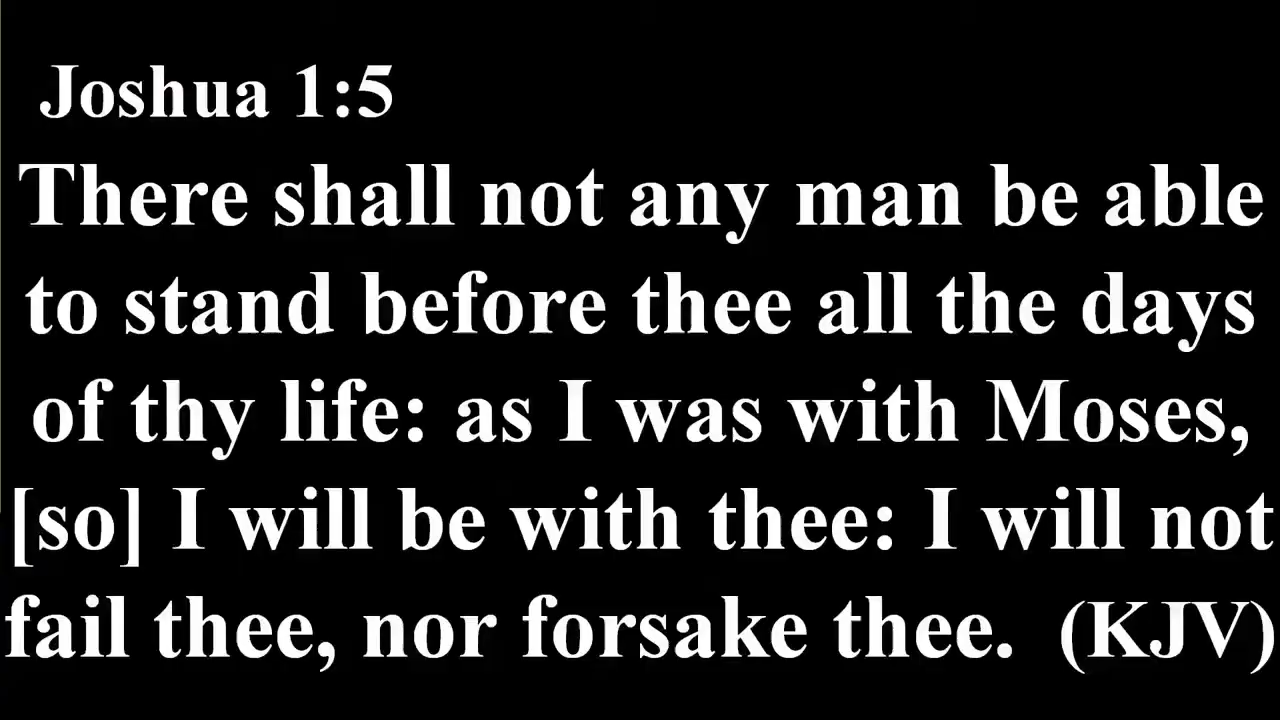 Joshua 1:5
There shall not any man be able
to stand before thee all the days
of thy life: as I was with Moses,
[so] I will be with thee: I will not
fail thee, nor forsake thee.  (KJV)